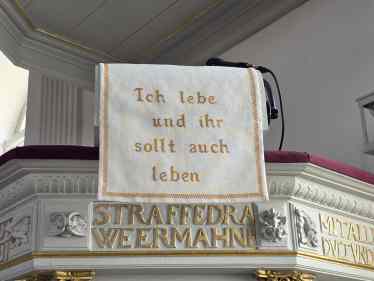 Ich lebe
und ihr
sollt auch
leben
STRAFFEDRA
WEERMAHNE